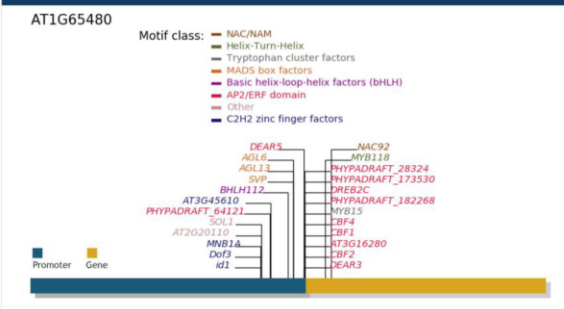 AT1G65480
Motif class:
NAC/NAM
Helix-Turn-Helix
Tryptophan cluster factors
MADS box factors
Basic helix-loop-helix factors (bHLH)
AP2/ERF domain
Other
C2H2 zinc finger factors
DEAR5
AGL6
AGL13
SVP
BHLH112
AT3G45610
PHYPADRAFT_64121
SOL1
AT2G20110
MNB1A
Dof3
id1
NAC92
MYB118
PHYPADRAFT_28324
PHYPADRAFT_173530
DREB2C
PHYPADRAFT_182268
MYB15
CBF4
CBF1
AT3G16280
CBF2
DEAR3
Promoter
Gene